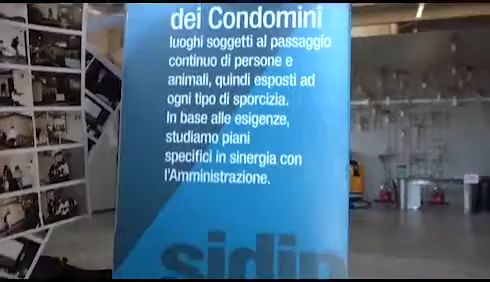 dei Condomini
luoghi soggetti al passaggio
continuo di persone e
animali, quindi esposti ad
ogni tipo di sporcizia.
In base alle esigenze,
studiamo piani
specifici in sinergia con
l'Amministrazione.
sidin